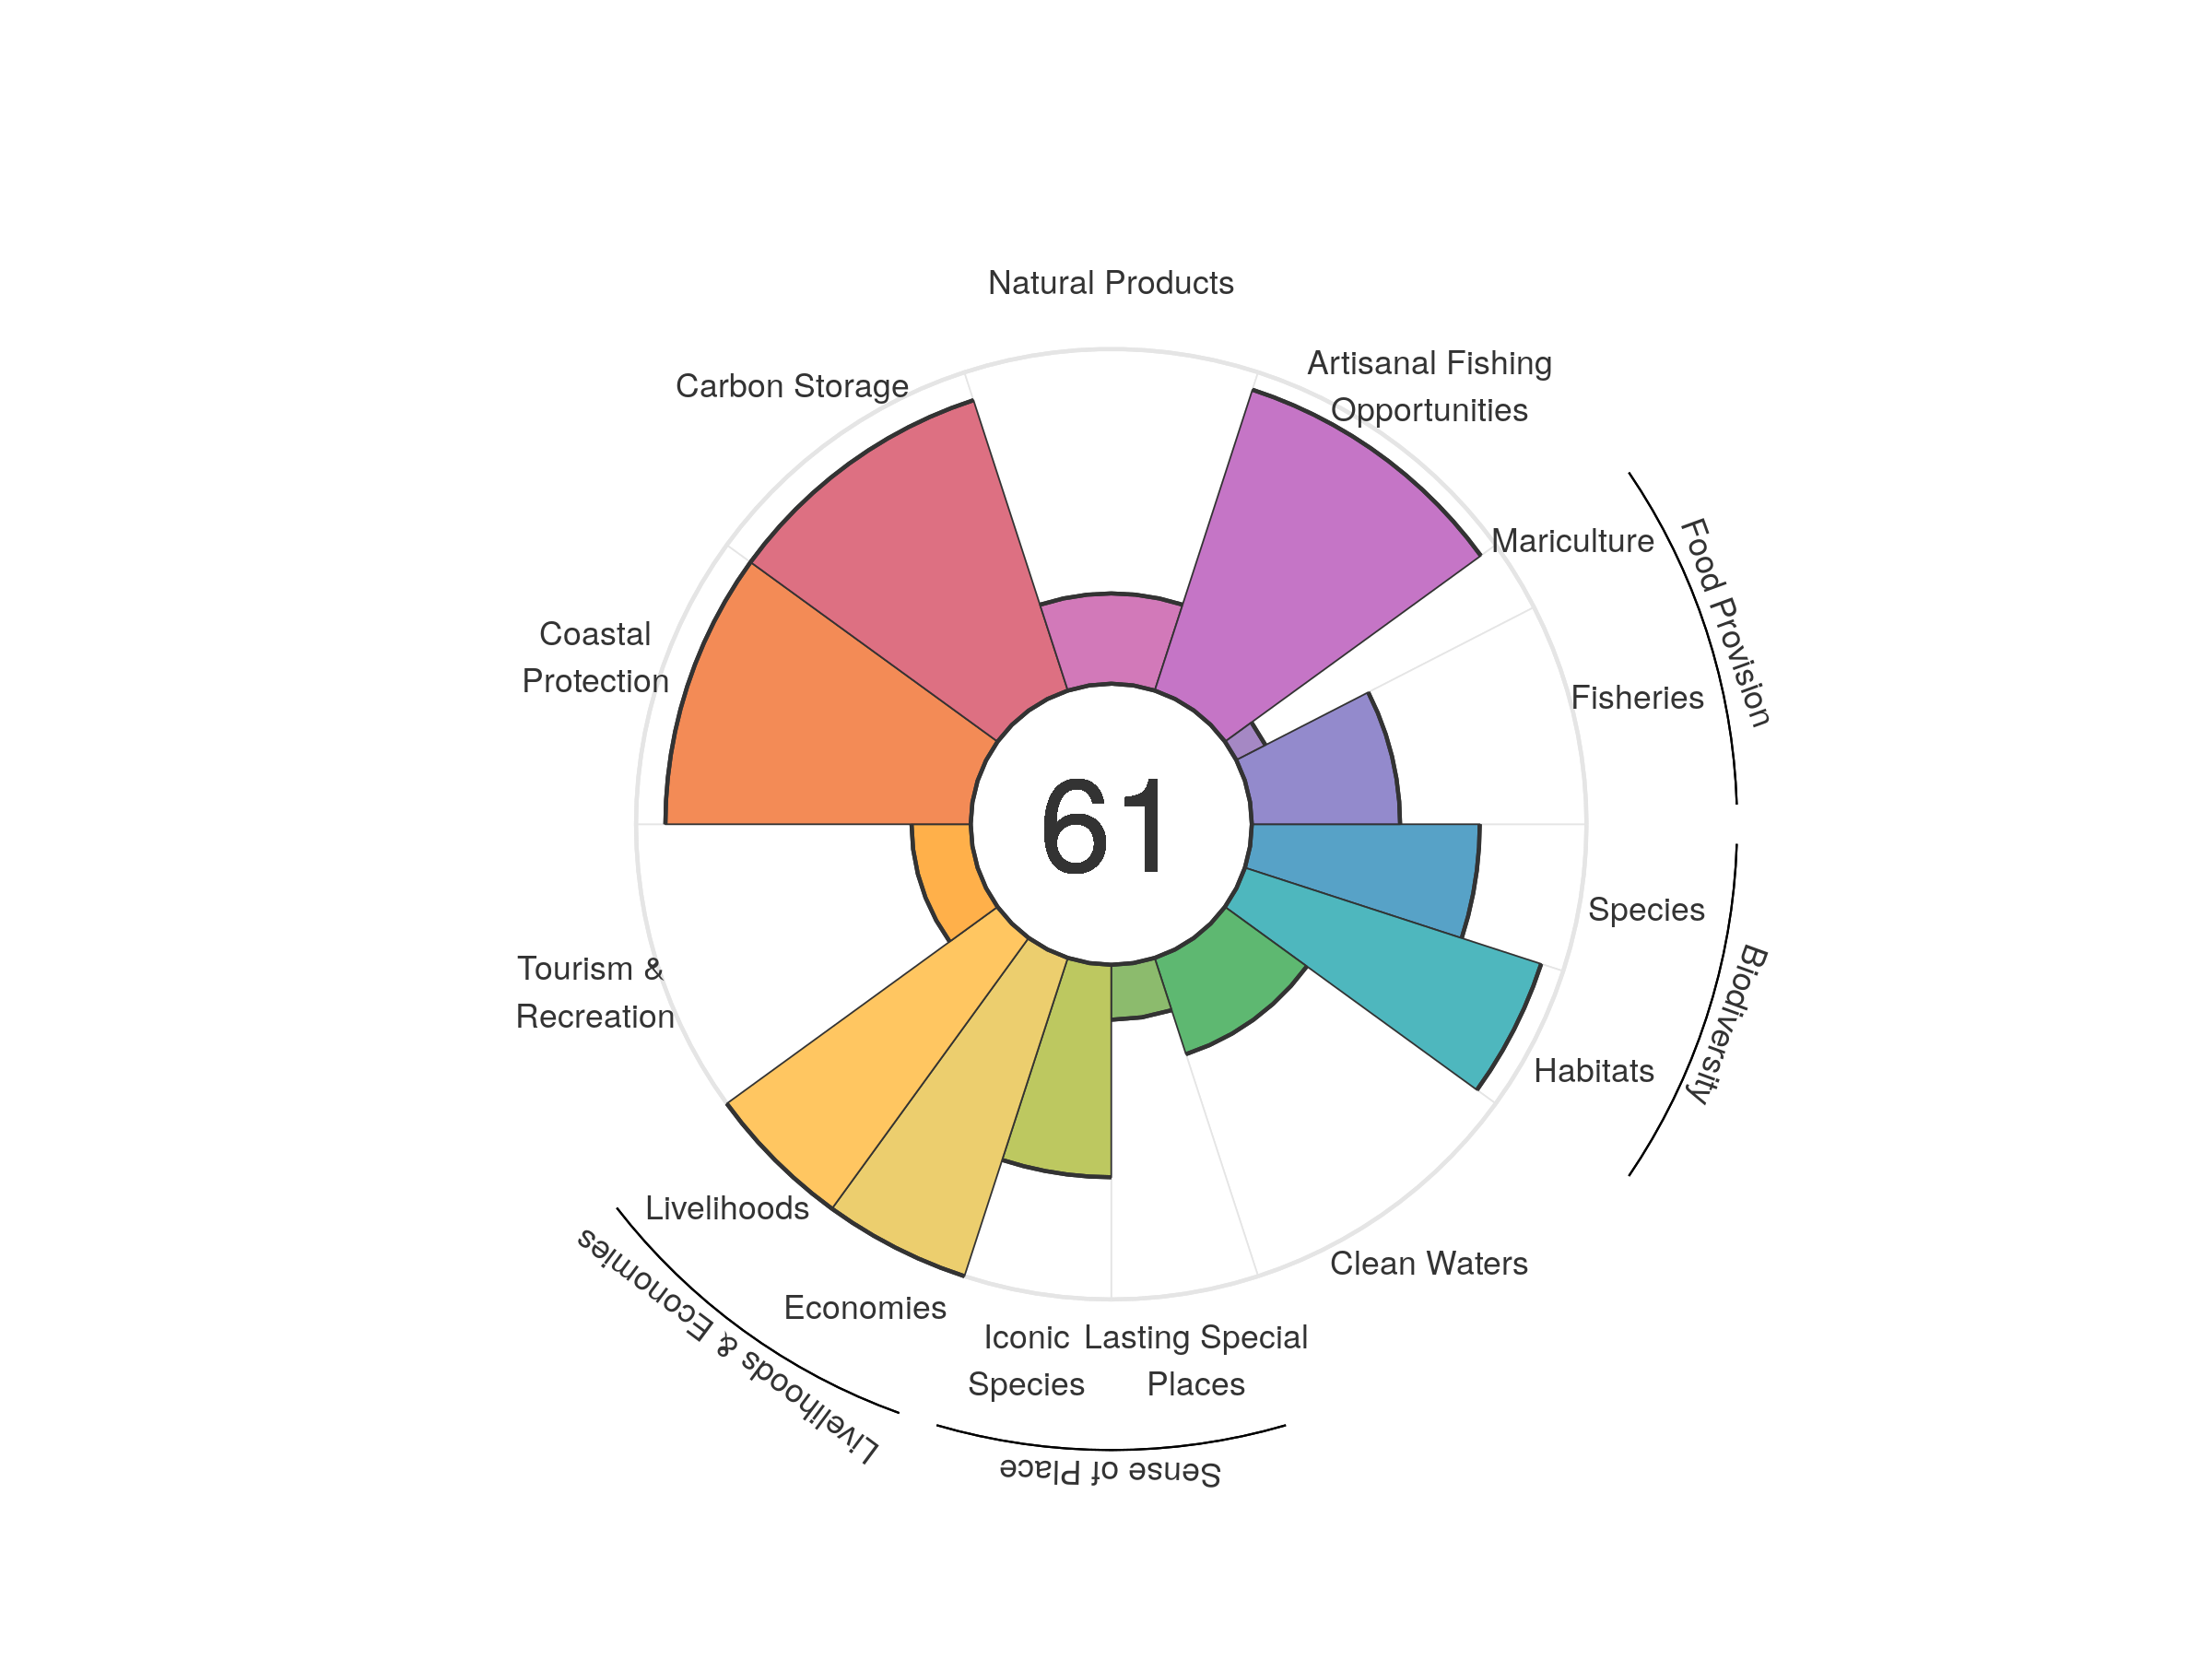 Natural Products
Artisanal Fishing
Opportunities
Carbon Storage
Mariculture
Food Provision
Coastal
Protection
Fisheries
61
Species
Biodiversity
Tourism &
Recreation
Habitats
Livelihoods
Clean Waters
Economies
Livelihoods & Economies
Iconic
Species
Lasting Special
Places
Sense of Place